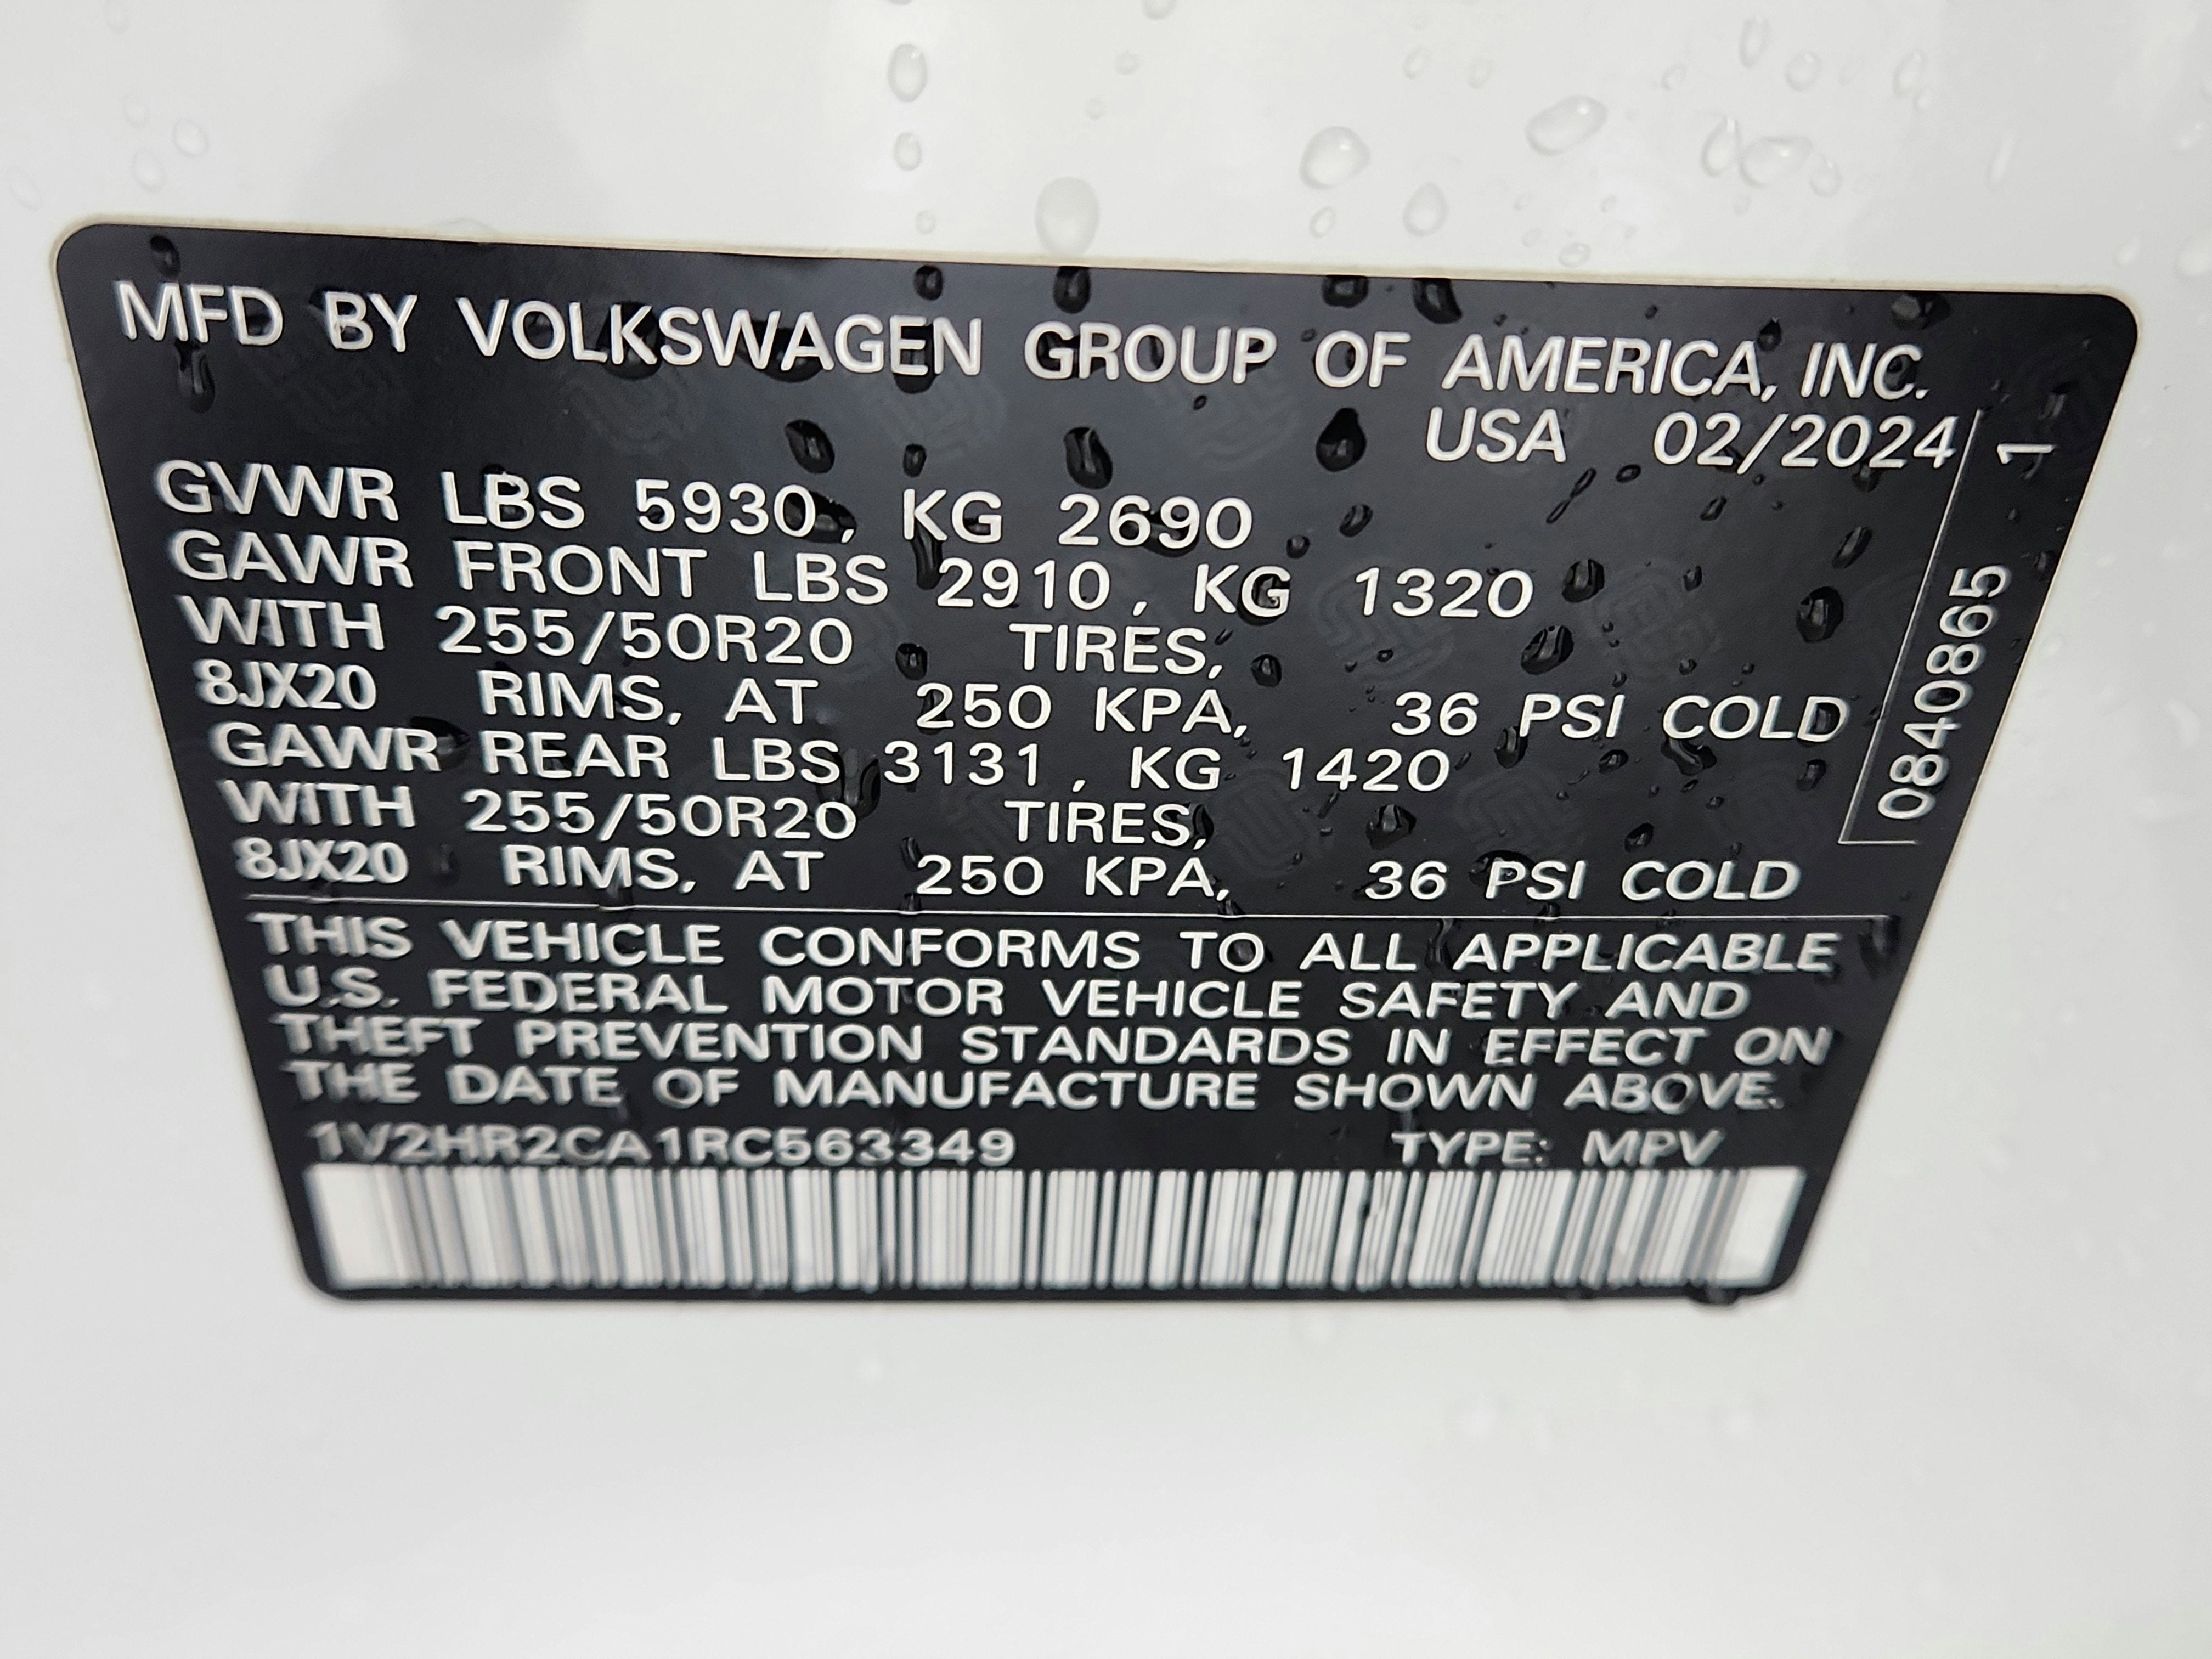 MFD BY VOLKSWAGEN GROUP OF AMERICA, INC.
USA 02/2024
GVWR LBS 5930, KG 2690
GAWR FRONT LBS 2910, KG 1320
WITH 255/50R20 TIRES,
8JX20 RIMS, AT 250 KPA, 36 PSI COLD
GAWR REAR LBS 3131, KG 1420
WITH 255/50R20 TIRES,
8JX20 RIMS, AT 250 KPA, 36 PSI COLD
THIS VEHICLE CONFORMS TO ALL APPLICABLE
U.S. FEDERAL MOTOR VEHICLE SAFETY AND
THEFT PREVENTION STANDARDS IN EFFECT ON
THE DATE OF MANUFACTURE SHOWN ABOVE.
1V2HR2CA1RC563349 TYPE: MPV
08408651 1